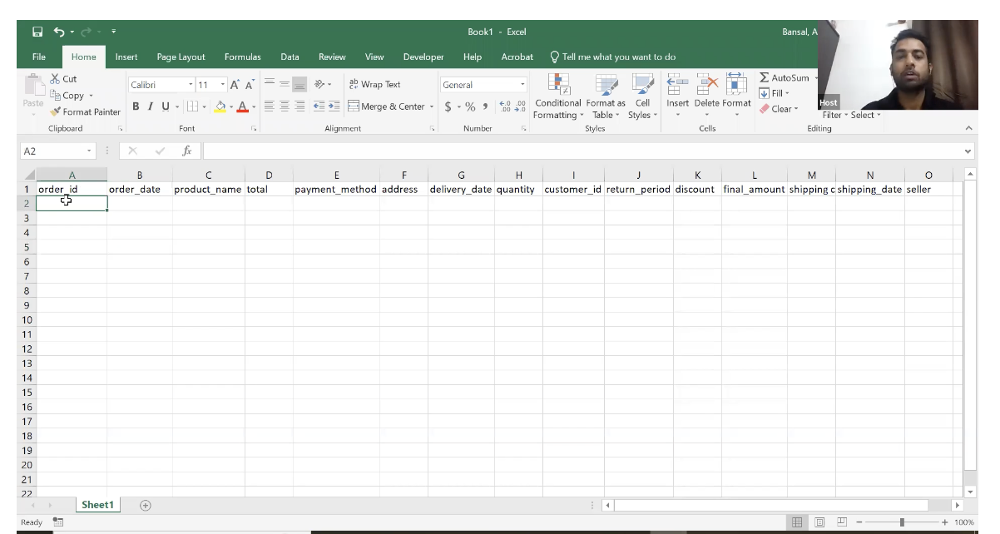 Book1 - Excel
Bansal, A
File Home Insert Page Layout Formulas Data Review View Developer Help Acrobat Tell me what you want to do
Cut
Copy
Format Painter
Paste
Clipboard
Calibri 11
B I U
Font
Wrap Text
Merge & Center
Alignment
General
$ % ,
Number
Conditional Formatting
Format as Table
Cell Styles
Styles
Insert Delete Format
Cells
AutoSum
Fill
Clear
Filter Select
Editing
Host
A2 fx
A B C D E F G H I J K L M N O
1 order_id order_date product_name total payment_method address delivery_date quantity customer_id return_period discount final_amount shipping c shipping_date seller
2
3
4
5
6
7
8
9
10
11
12
13
14
15
16
17
18
19
20
21
22
Sheet1
Ready 100%